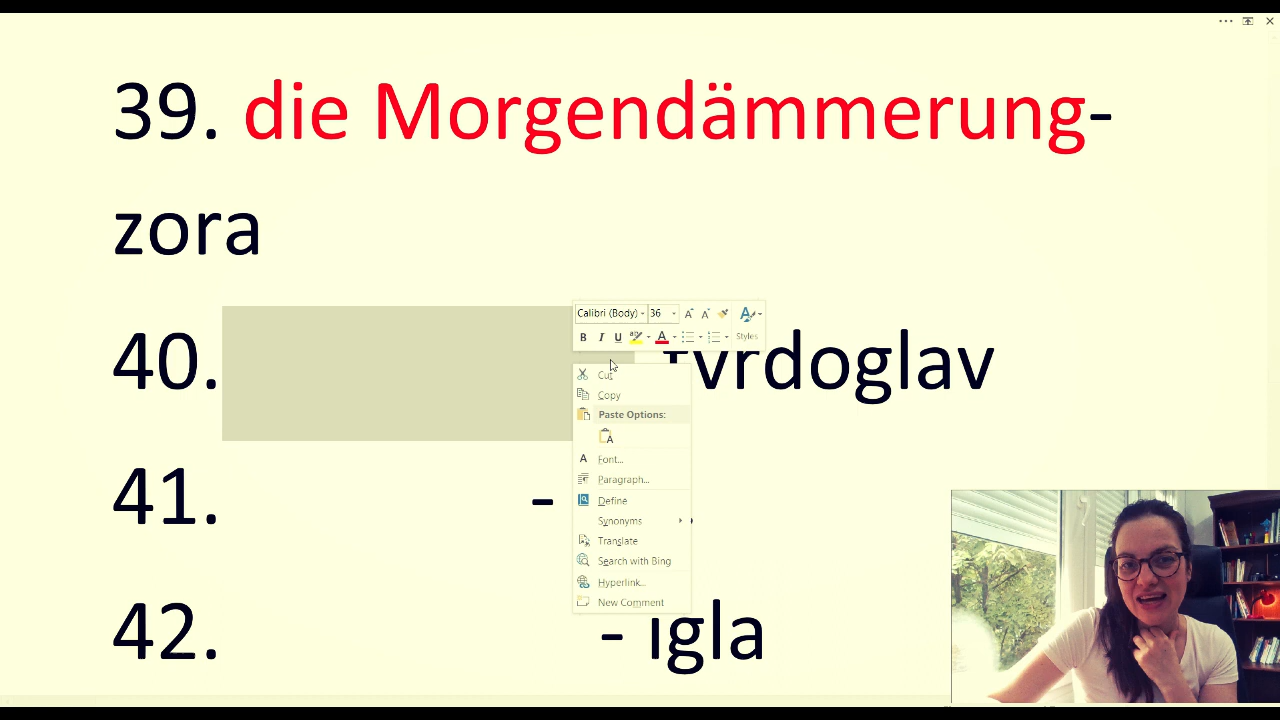 39. die Morgendämmerung-
zora
Calibri (Body) 36
Styles
40. tvrdoglav
Cut
Copy
Paste Options:
Font...
Paragraph...
41. -
Define
Synonyms
Translate
Search with Bing
Hyperlink...
New Comment
42. - igla